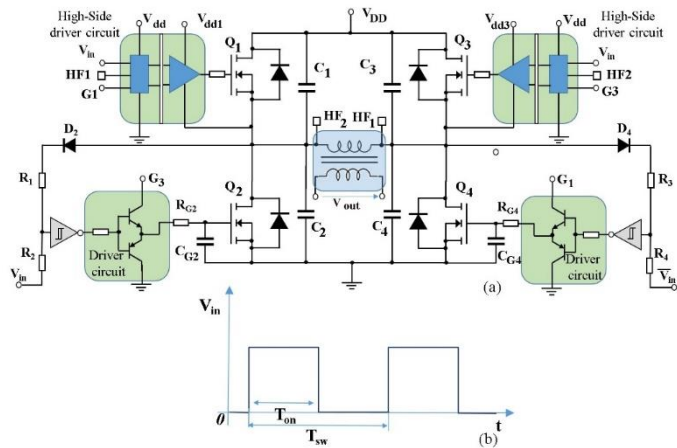 High-Side
driver circuit
V_dd
V_dd1
V_DD
V_dd3
V_dd
High-Side
driver circuit
V_in
HF1
G1
Q_1
C_1
C_3
Q_3
V_in
HF2
G3
D_2
HF_2
HF_1
D_4
R_1
G_3
Q_2
V_out
Q_4
G_1
R_3
R_G2
C_2
C_4
R_G4
R_2
Driver
circuit
C_G2
C_G4
Driver
circuit
R_4
V_in
(a)
V̅_in
V_in
0
T_on
T_sw
t
(b)